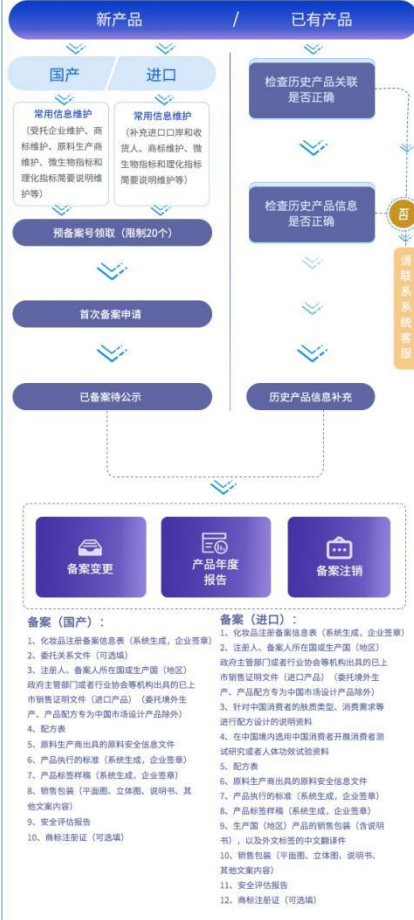 新产品 / 已有产品
国产
进口
常用信息维护
（受托企业维护、商
标维护、原料生产商
维护、微生物指标和
理化指标简要说明维
护等）
常用信息维护
（补充进口口岸和收
货人、商标维护、微
生物指标和理化指标
简要说明维护等）
预备案号领取（限制20个）
首次备案申请
已备案待公示
检查历史产品关联
是否正确
检查历史产品信息
是否正确
否
请联系系统客服
历史产品信息补充
备案变更
产品年度
报告
备案注销
备案（国产）：
1、化妆品注册备案信息表（系统生成，企业签章）
2、委托关系文件（可选填）
3、注册人、备案人所在国或生产国（地区）
政府主管部门或者行业协会等机构出具的已上
市销售证明文件（进口产品）（委托境外生
产、产品配方专为中国市场设计产品除外）
4、配方表
5、原料生产商出具的原料安全信息文件
6、产品执行的标准（系统生成，企业签章）
7、产品标签样稿（系统生成，企业签章）
8、销售包装（平面图、立体图、说明书、其
他文案内容）
9、安全评估报告
10、商标注册证（可选填）
备案（进口）：
1、化妆品注册备案信息表（系统生成，企业签章）
2、注册人、备案人所在国或生产国（地区）
政府主管部门或者行业协会等机构出具的已上
市销售证明文件（进口产品）（委托境外生
产、产品配方专为中国市场设计产品除外）
3、针对中国消费者的肤质类型、消费需求等
进行配方设计的说明资料
4、在中国境内选用中国消费者开展消费者测
试研究或者人体功效试验资料
5、配方表
6、原料生产商出具的原料安全信息文件
7、产品执行的标准（系统生成，企业签章）
8、产品标签样稿（系统生成，企业签章）
9、生产国（地区）产品的销售包装（含说明
书），以及外文标签的中文翻译件
10、销售包装（平面图、立体图、说明书、
其他文案内容）
11、安全评估报告
12、商标注册证（可选填）